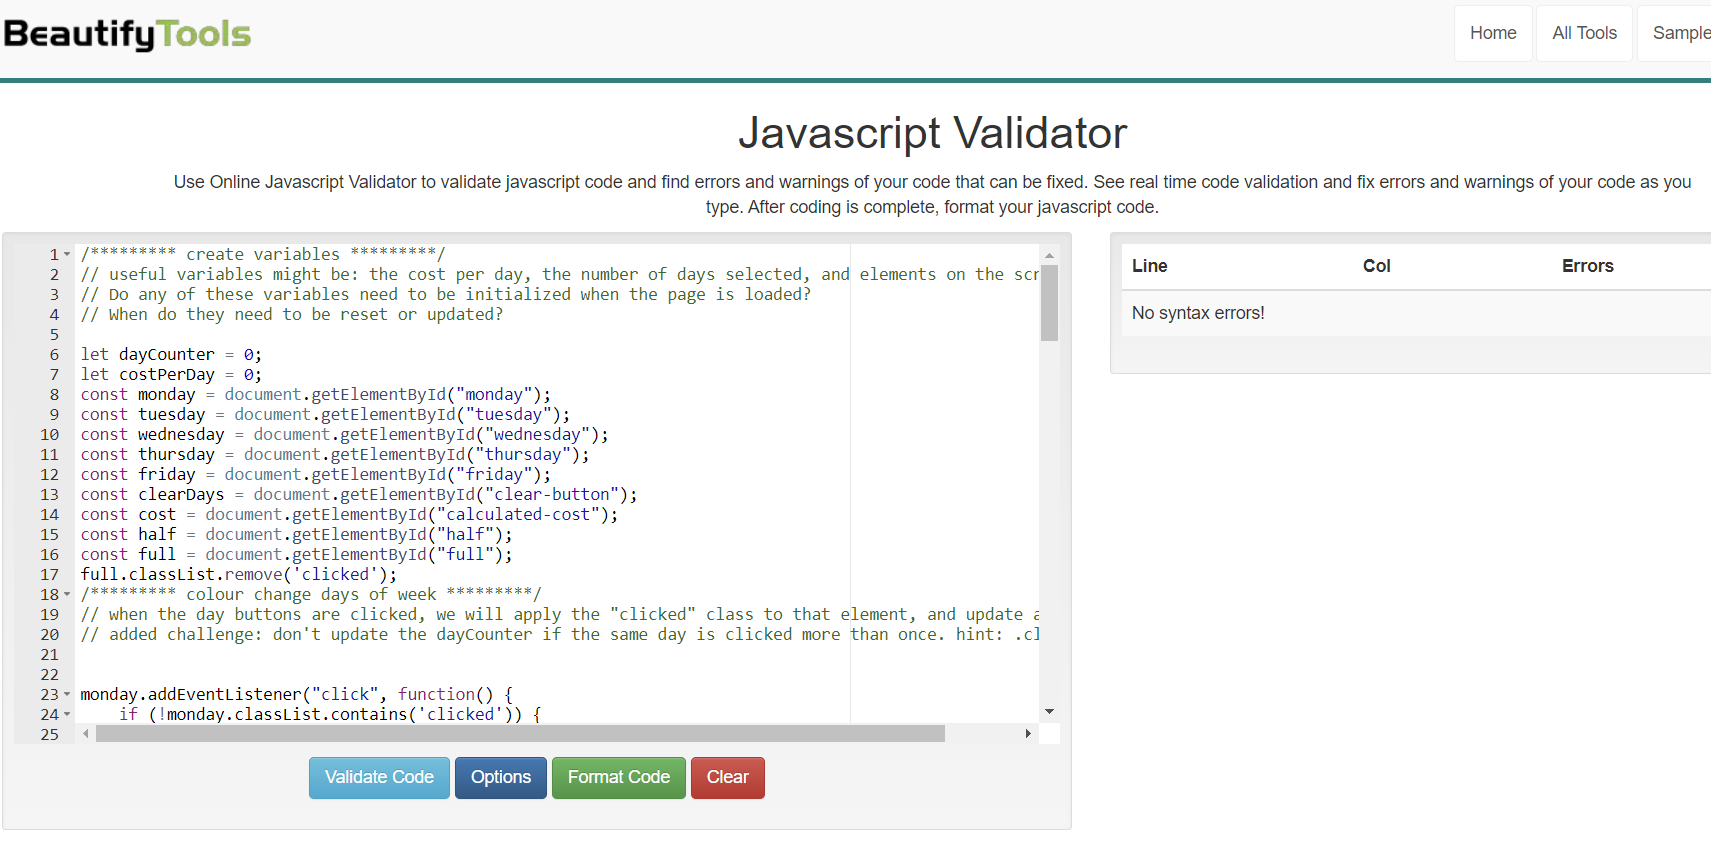 BeautifyTools
Home
All Tools
Sample
Javascript Validator
Use Online Javascript Validator to validate javascript code and find errors and warnings of your code that can be fixed. See real time code validation and fix errors and warnings of your code as you
type. After coding is complete, format your javascript code.
1 /********* create variables *********/
2 // useful variables might be: the cost per day, the number of days selected, and elements on the scr
3 // Do any of these variables need to be initialized when the page is loaded?
4 // When do they need to be reset or updated?
5
6 let dayCounter = 0;
7 let costPerDay = 0;
8 const monday = document.getElementById("monday");
9 const tuesday = document.getElementById("tuesday");
10 const wednesday = document.getElementById("wednesday");
11 const thursday = document.getElementById("thursday");
12 const friday = document.getElementById("friday");
13 const clearDays = document.getElementById("clear-button");
14 const cost = document.getElementById("calculated-cost");
15 const half = document.getElementById("half");
16 const full = document.getElementById("full");
17 full.classList.remove('clicked');
18 /********* colour change days of week *********/
19 // when the day buttons are clicked, we will apply the "clicked" class to that element, and update a
20 // added challenge: don't update the dayCounter if the same day is clicked more than once. hint: .cl
21
22
23 monday.addEventListener("click", function() {
24     if (!monday.classList.contains('clicked')) {
25
Validate Code
Options
Format Code
Clear
Line Col Errors
No syntax errors!